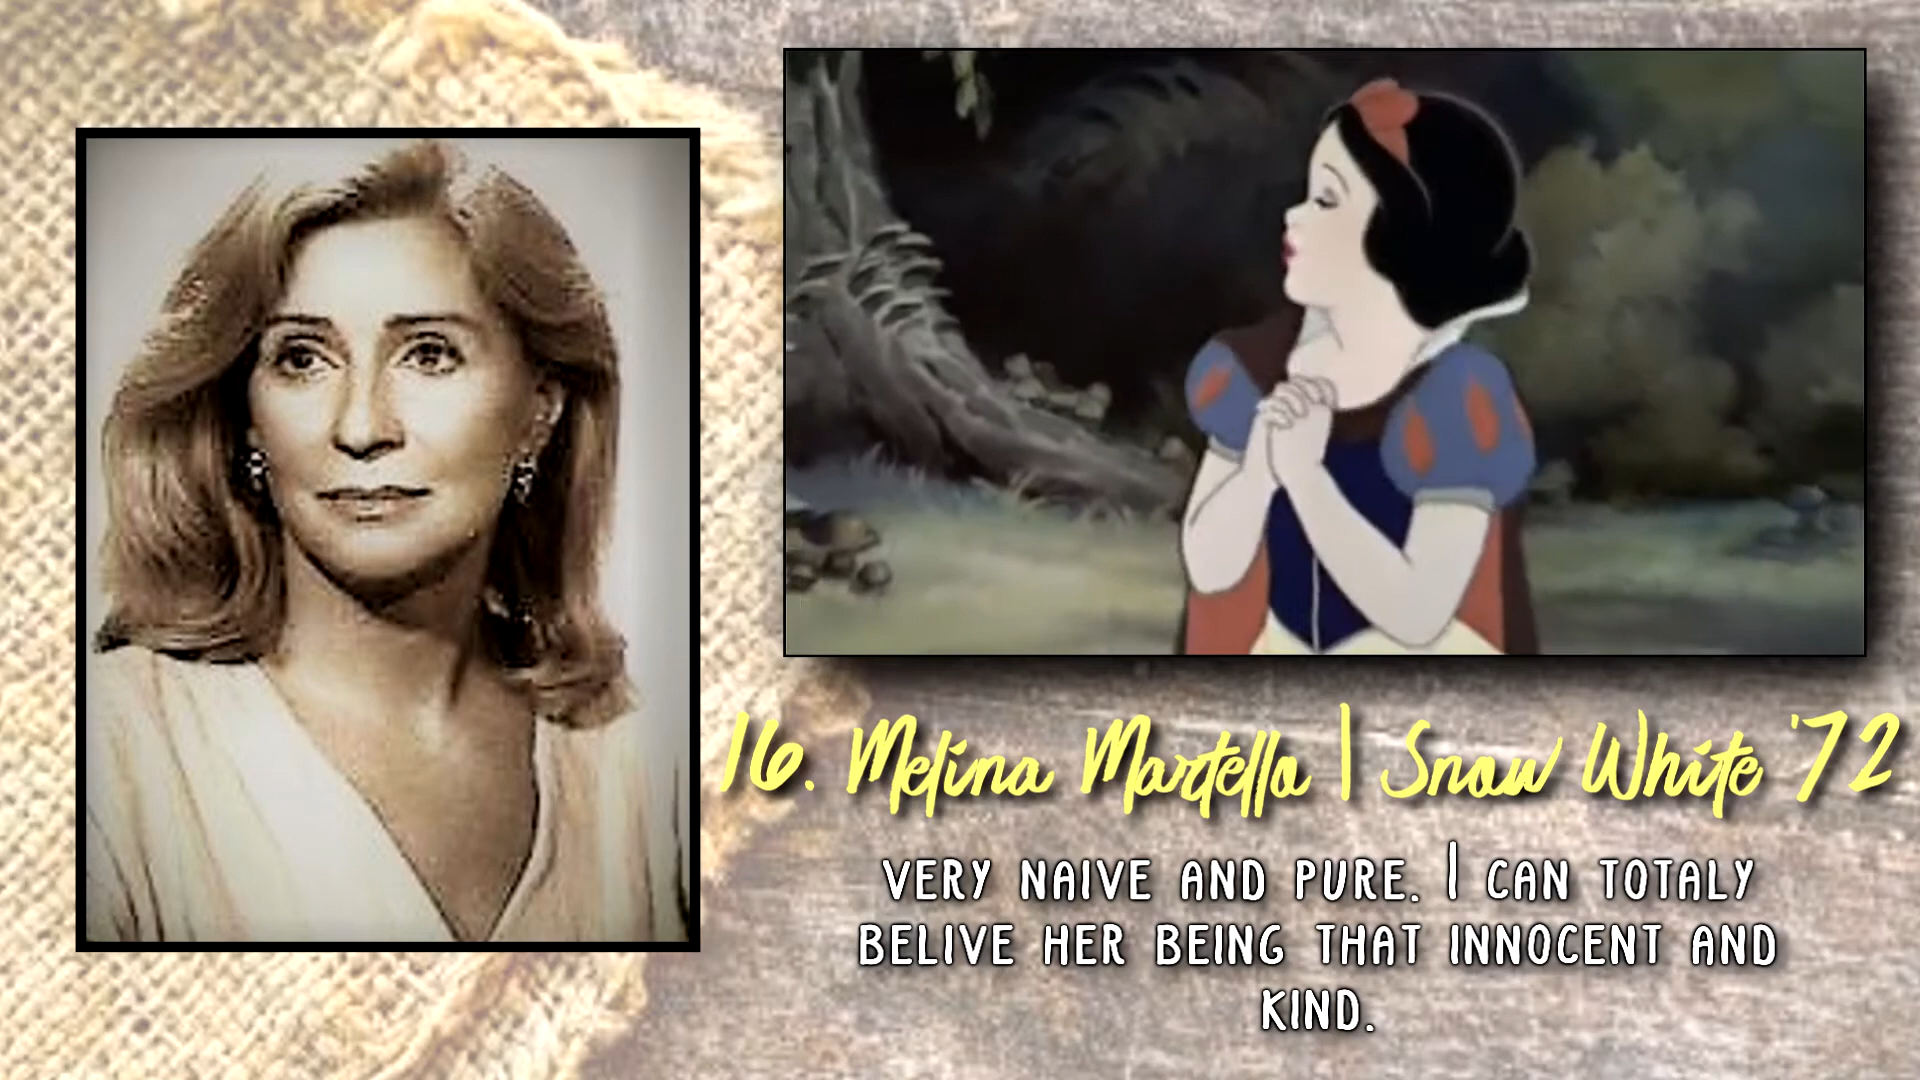 16. Melina Martello | Snow White '72
VERY NAIVE AND PURE. I CAN TOTALY
BELIVE HER BEING THAT INNOCENT AND
KIND.